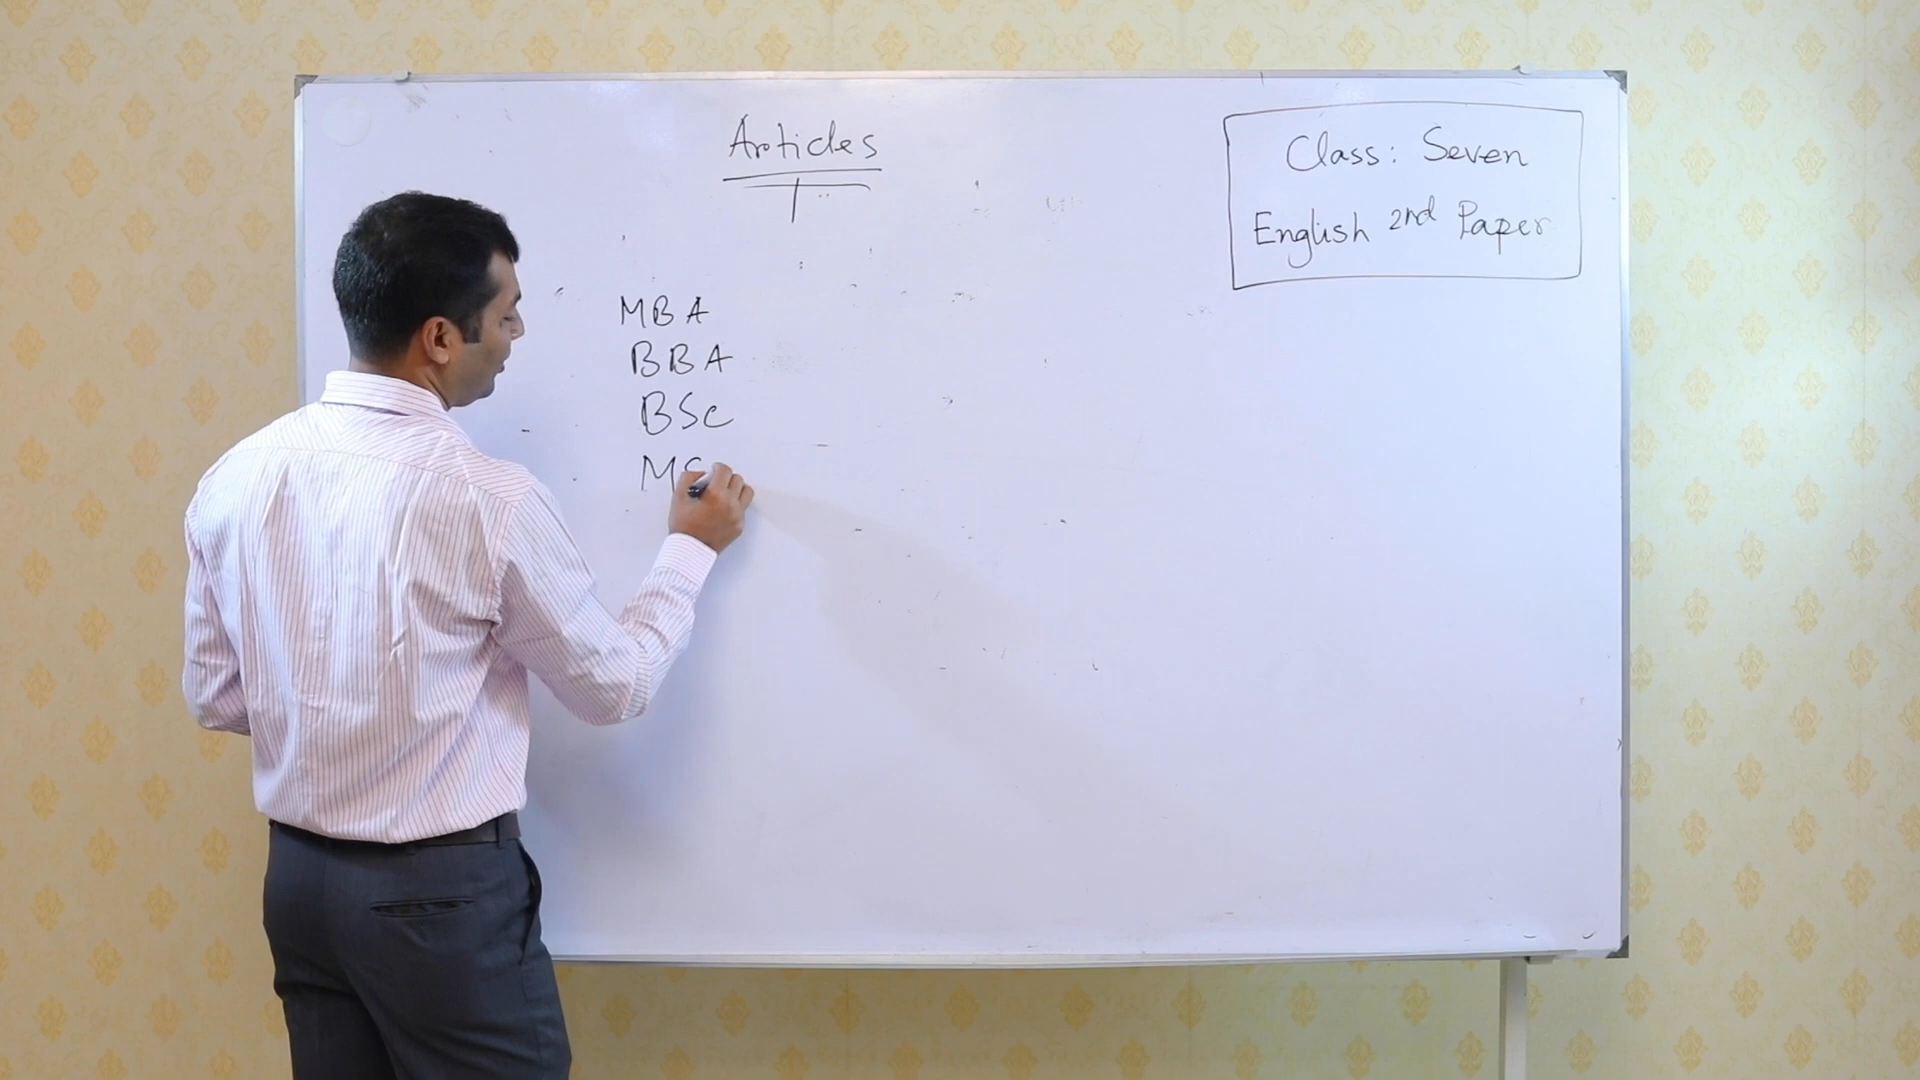 Articles
Class: Seven
English 2nd Paper
MBA
BBA
BSc
MS